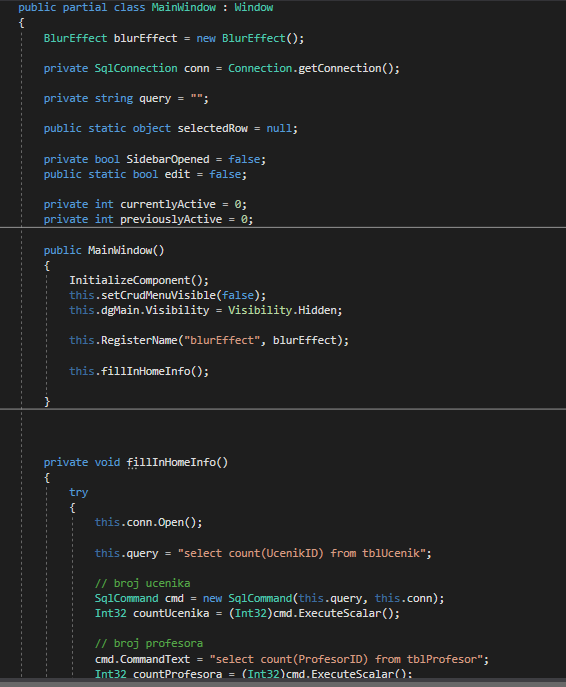 public partial class MainWindow : Window
{
BlurEffect blurEffect = new BlurEffect();
private SqlConnection conn = Connection.getConnection();
private string query = "";
public static object selectedRow = null;
private bool SidebarOpened = false;
public static bool edit = false;
private int currentlyActive = 0;
private int previouslyActive = 0;
public MainWindow()
{
InitializeComponent();
this.setCrudMenuVisible(false);
this.dgMain.Visibility = Visibility.Hidden;
this.RegisterName("blurEffect", blurEffect);
this.fillInHomeInfo();
}
private void fillInHomeInfo()
{
try
{
this.conn.Open();
this.query = "select count(UcenikID) from tblUcenik";
// broj ucenika
SqlCommand cmd = new SqlCommand(this.query, this.conn);
Int32 countUcenika = (Int32)cmd.ExecuteScalar();
// broj profesora
cmd.CommandText = "select count(ProfesorID) from tblProfesor";
Int32 countProfesora = (Int32)cmd.ExecuteScalar();